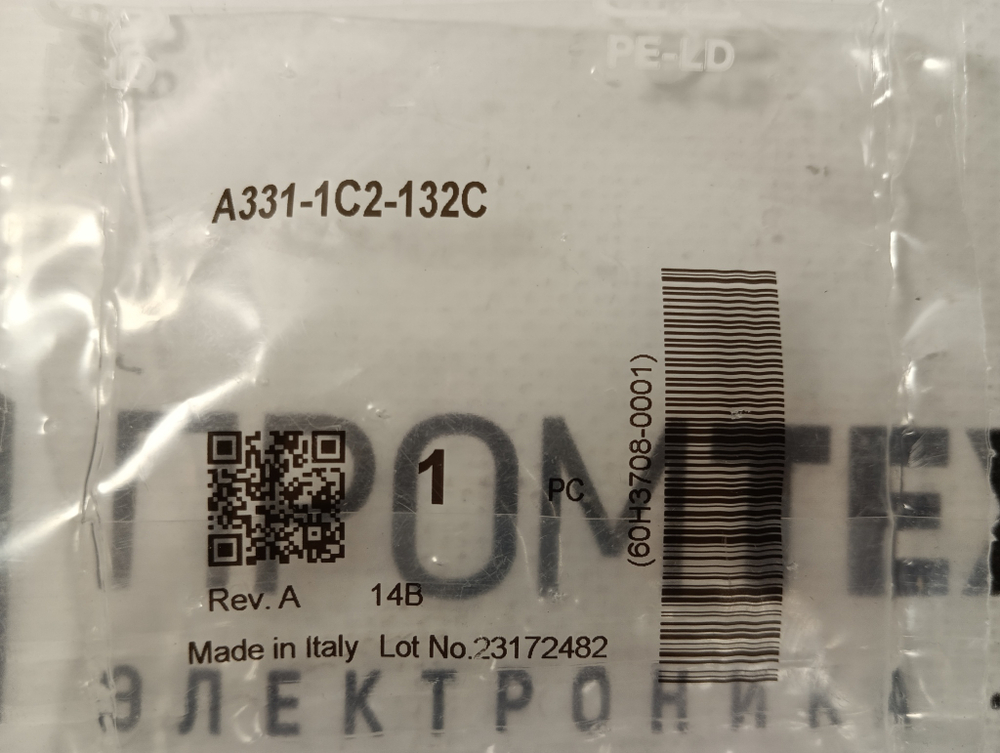 PE-LD
A331-1C2-132C
(60H3708-0001)
1 PC
ПРОМТЕХ
Rev. A 14B
Made in Italy Lot No.23172482
ЭЛЕКТРОНИКА